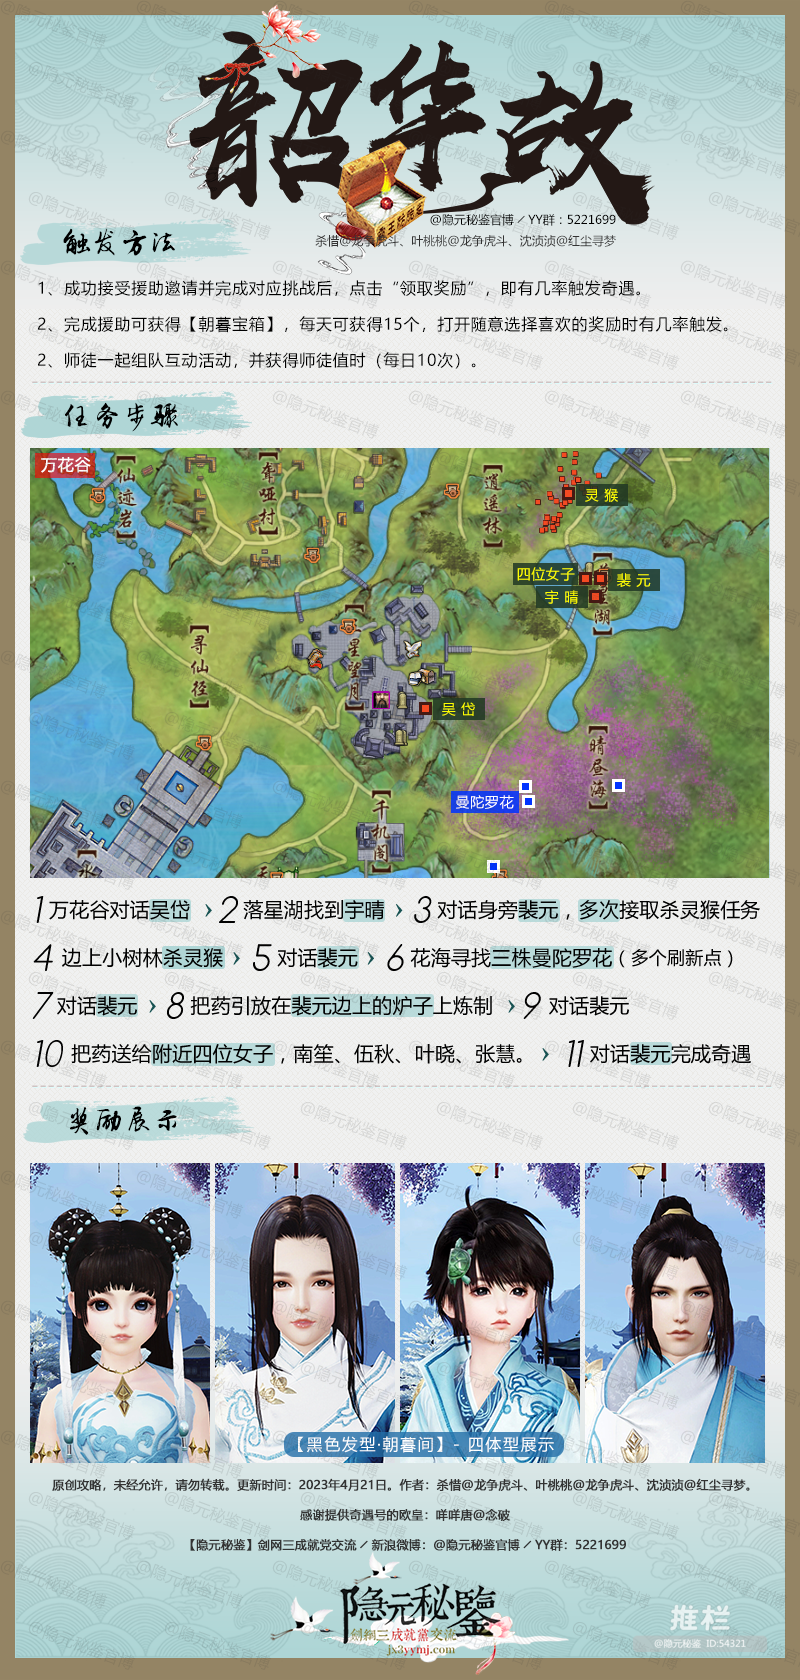 韶华故
@隐元秘鉴官博 / YY群：5221699
杀惜@龙争虎斗、叶桃桃@龙争虎斗、沈浈浈@红尘寻梦
触发方法
1、成功接受援助邀请并完成对应挑战后，点击“领取奖励”，即有几率触发奇遇。
2、完成援助可获得【朝暮宝箱】，每天可获得15个，打开随意选择喜欢的奖励时有几率触发。
2、师徒一起组队互动活动，并获得师徒值时（每日10次）。
任务步骤
万花谷
【仙迹岩】
【聋哑村】
【逍遥林】
灵猴
四位女子
裴元
宇晴
湖】
【寻仙径】
星望月】
吴岱
【晴昼海】
曼陀罗花
【千机阁】
1 万花谷对话吴岱 › 2 落星湖找到宇晴 › 3 对话身旁裴元，多次接取杀灵猴任务
4 边上小树林杀灵猴 › 5 对话裴元 › 6 花海寻找三株曼陀罗花（多个刷新点）
7 对话裴元 › 8 把药引放在裴元边上的炉子上炼制 › 9 对话裴元
10 把药送给附近四位女子，南笙、伍秋、叶晓、张慧。 › 11 对话裴元完成奇遇
奖励展示
【黑色发型·朝暮间】- 四体型展示
原创攻略，未经允许，请勿转载。更新时间：2023年4月21日。作者：杀惜@龙争虎斗、叶桃桃@龙争虎斗、沈浈浈@红尘寻梦。
感谢提供奇遇号的欧皇：咩咩唐@念破
【隐元秘鉴】剑网三成就党交流 / 新浪微博：@隐元秘鉴官博 / YY群：5221699
隐元秘鑒
劍網三成就黨交流
jx3yymj.com
推栏
@隐元秘鉴 ID:54321